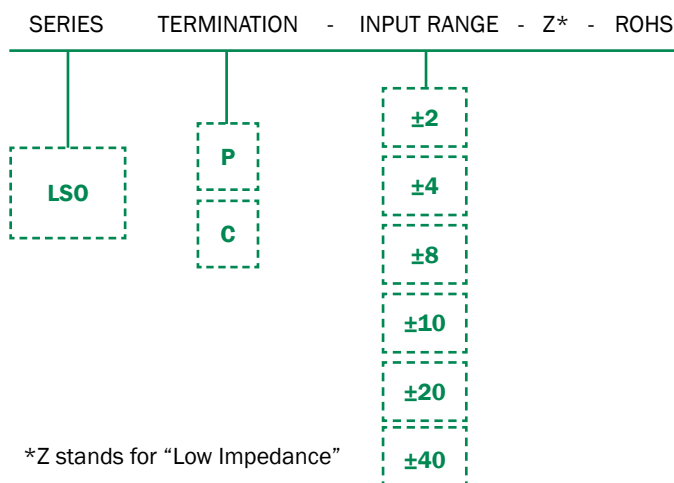 SERIES TERMINATION - INPUT RANGE - Z* - ROHS
±2
P
±4
LSO
C
±8
±10
±20
*Z stands for “Low Impedance”
±40